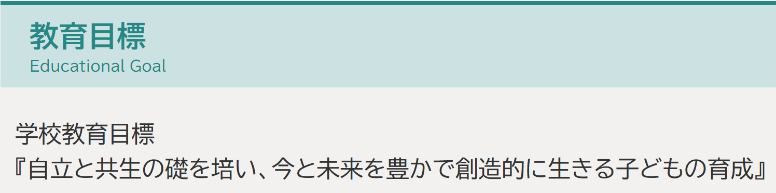 教育目標
Educational Goal
学校教育目標
『自立と共生の礎を培い、今と未来を豊かで創造的に生きる子どもの育成』